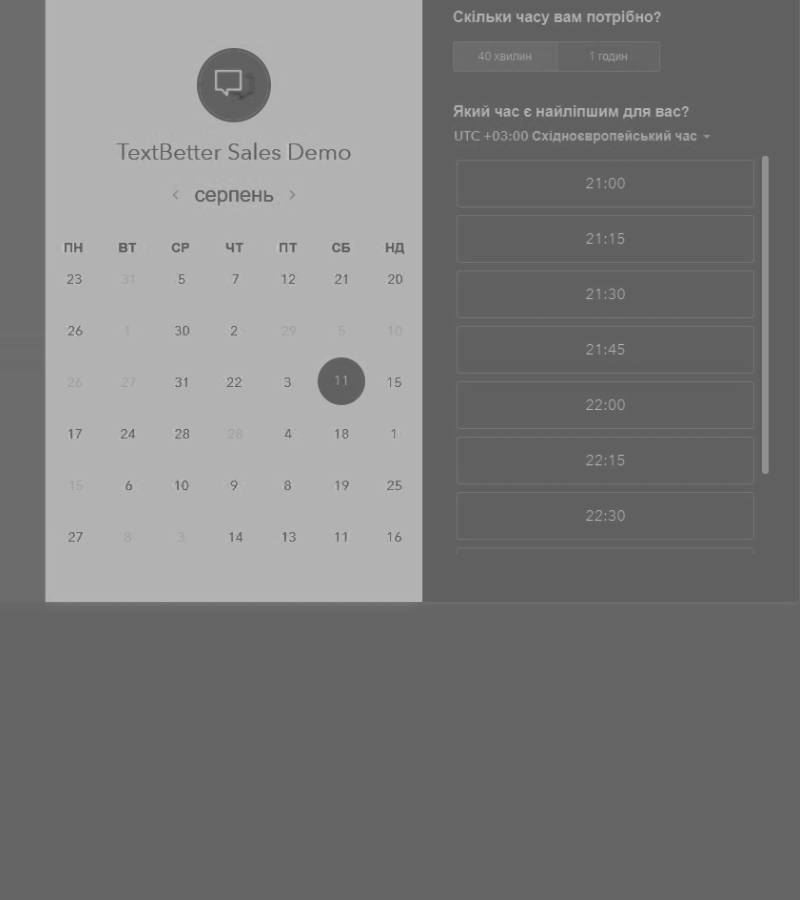 TextBetter Sales Demo
серпень
ПН ВТ СР ЧТ ПТ СБ НД
23 31 5 7 12 21 20
26 1 30 2 29 5 10
26 27 31 22 3 11 15
17 24 28 28 4 18 1
15 6 10 9 8 19 25
27 8 3 14 13 11 16
Скільки часу вам потрібно?
40 хвилин 1 годин
Який час є найліпшим для вас?
UTC +03:00 Східноєвропейський час
21:00
21:15
21:30
21:45
22:00
22:15
22:30